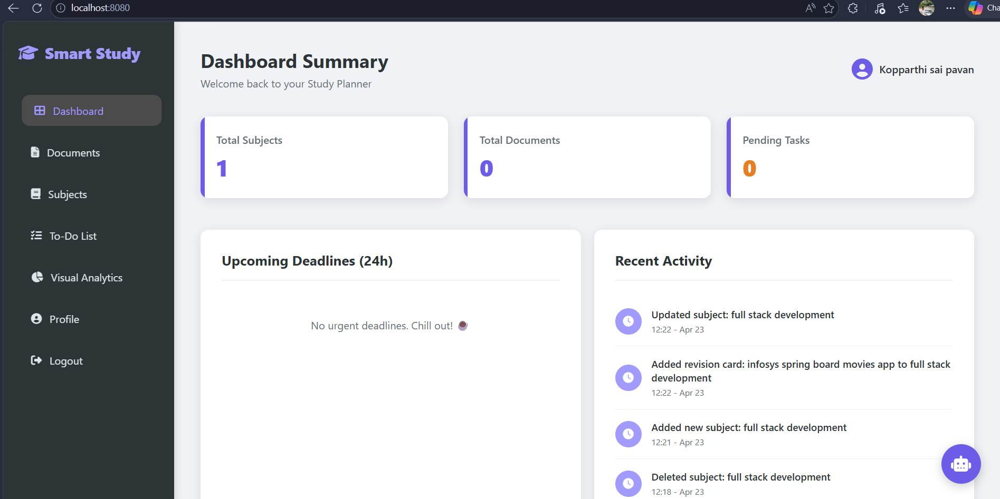 localhost:8080
Smart Study
Dashboard
Documents
Subjects
To-Do List
Visual Analytics
Profile
Logout
Dashboard Summary
Welcome back to your Study Planner
Kopparthi sai pavan
Total Subjects
1
Total Documents
0
Pending Tasks
0
Upcoming Deadlines (24h)
No urgent deadlines. Chill out!
Recent Activity
Updated subject: full stack development
12:22 - Apr 23
Added revision card: infosys spring board movies app to full stack
development
12:22 - Apr 23
Added new subject: full stack development
12:21 - Apr 23
Deleted subject: full stack development
12:18 - Apr 23